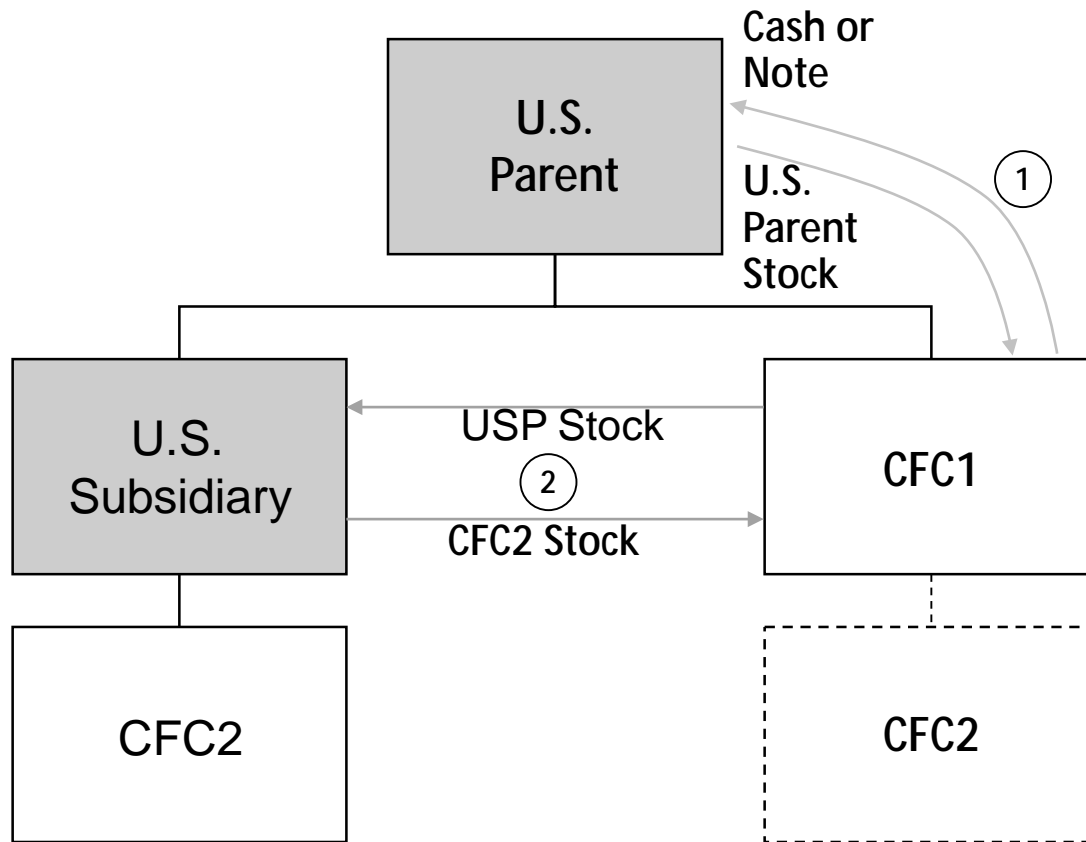 Cash or
Note
U.S.
Parent
1
U.S.
Parent
Stock
U.S.
Subsidiary
USP Stock
2
CFC2 Stock
CFC1
CFC2
CFC2